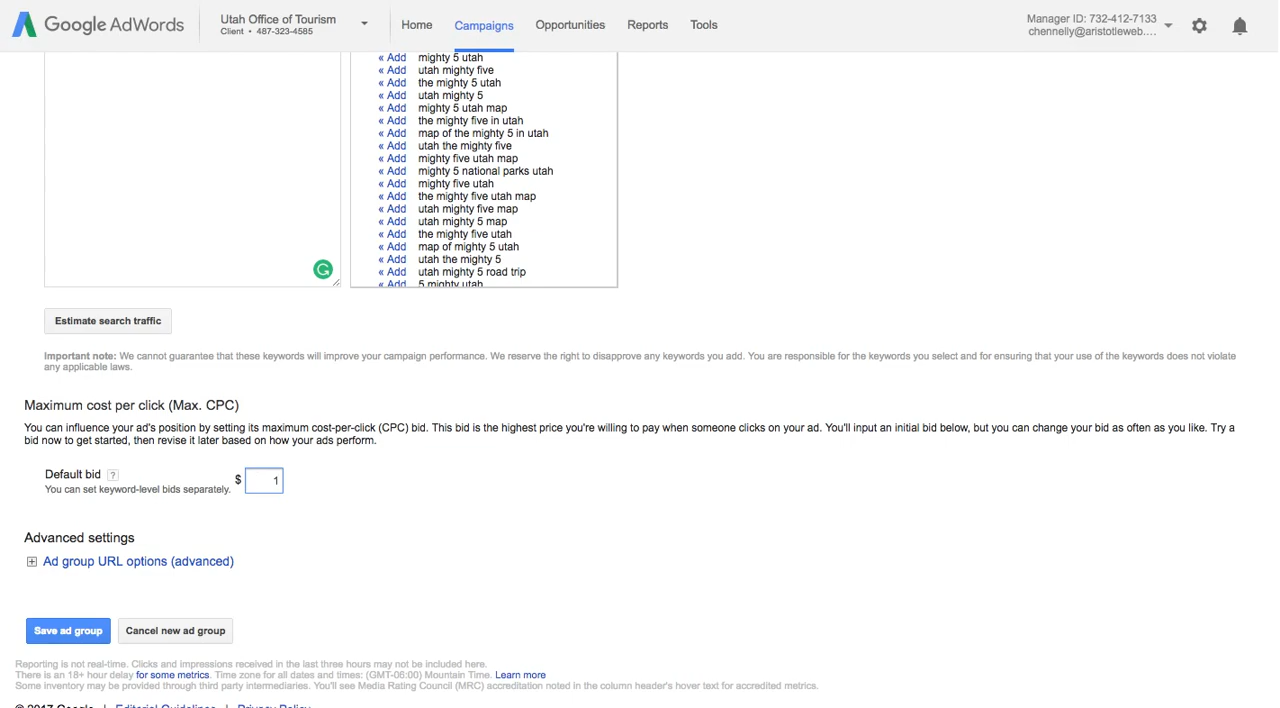 Google AdWords
Utah Office of Tourism
Client • 487-323-4585
Home
Campaigns
Opportunities
Reports
Tools
Manager ID: 732-412-7133
chennelly@aristotleweb....
« Add mighty 5 utah
« Add utah mighty five
« Add the mighty 5 utah
« Add utah mighty 5
« Add mighty 5 utah map
« Add the mighty five in utah
« Add map of the mighty 5 in utah
« Add utah the mighty five
« Add mighty five utah map
« Add mighty 5 national parks utah
« Add mighty five utah
« Add the mighty five utah map
« Add utah mighty five map
« Add utah mighty 5 map
« Add the mighty five utah
« Add map of mighty 5 utah
« Add utah the mighty 5
« Add utah mighty 5 road trip
« Add 5 mighty utah
Estimate search traffic
Important note: We cannot guarantee that these keywords will improve your campaign performance. We reserve the right to disapprove any keywords you add. You are responsible for the keywords you select and for ensuring that your use of the keywords does not violate
any applicable laws.
Maximum cost per click (Max. CPC)
You can influence your ad's position by setting its maximum cost-per-click (CPC) bid. This bid is the highest price you're willing to pay when someone clicks on your ad. You'll input an initial bid below, but you can change your bid as often as you like. Try a
bid now to get started, then revise it later based on how your ads perform.
Default bid ?
You can set keyword-level bids separately.
$ 1
Advanced settings
Ad group URL options (advanced)
Save ad group
Cancel new ad group
Reporting is not real-time. Clicks and impressions received in the last three hours may not be included here.
There is an 18+ hour delay for some metrics. Time zone for all dates and times: (GMT-06:00) Mountain Time. Learn more
Some inventory may be provided through third party intermediaries. You'll see Media Rating Council (MRC) accreditation noted in the column header's hover text for accredited metrics.
© 2017 Google | Editorial Guidelines | Privacy Policy